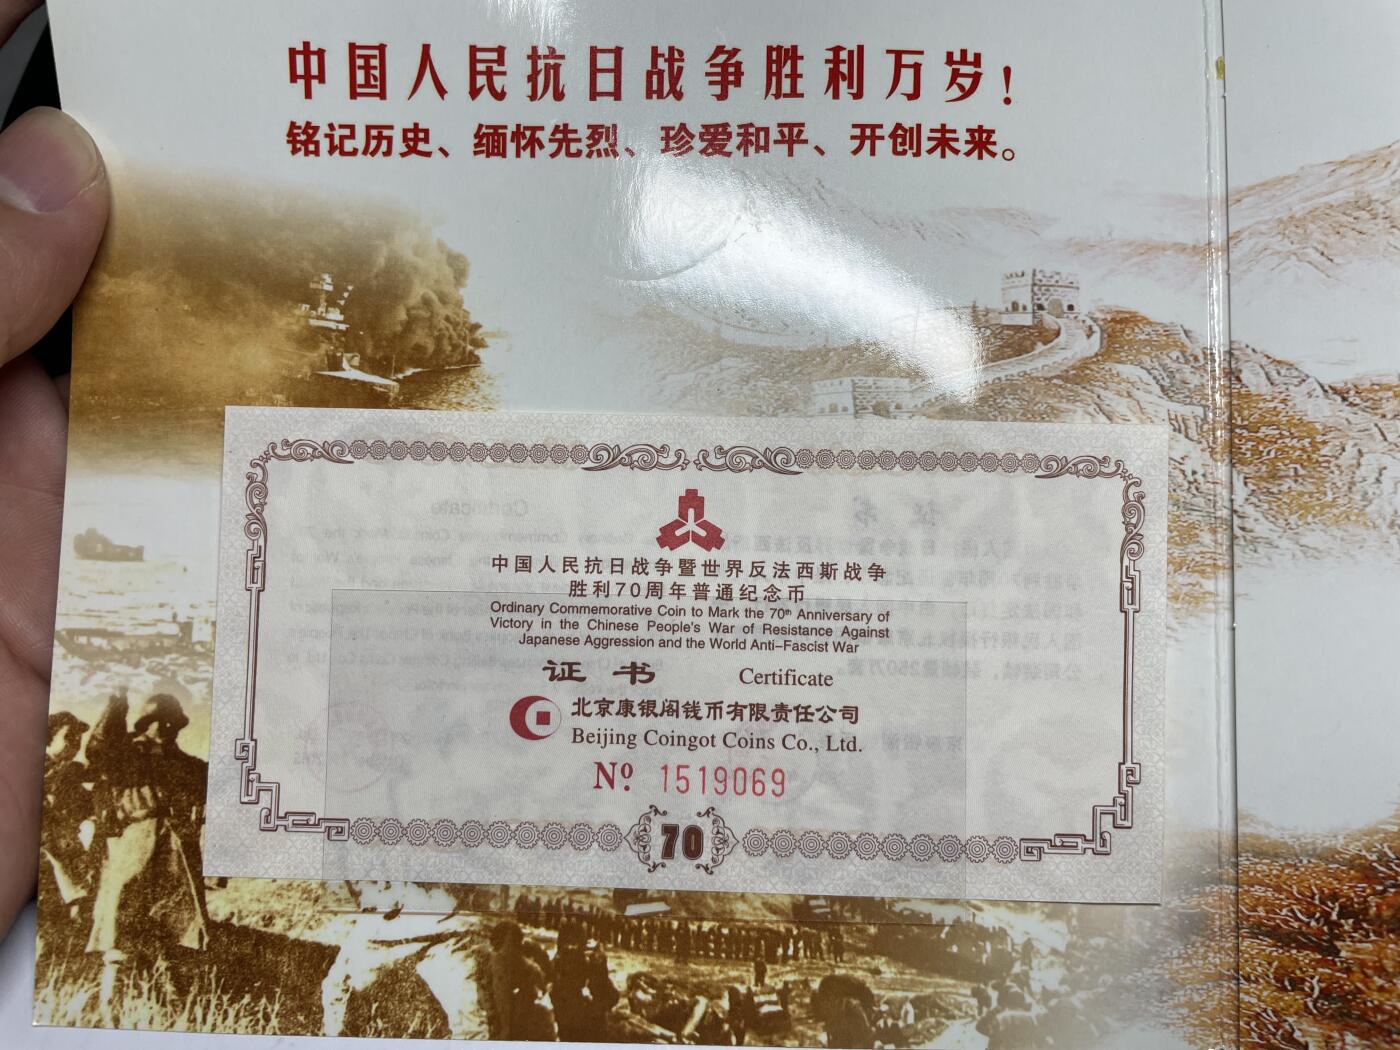 中国人民抗日战争胜利万岁！
铭记历史、缅怀先烈、珍爱和平、开创未来。
中国人民抗日战争暨世界反法西斯战争
胜利70周年普通纪念币
Ordinary Commemorative Coin to Mark the 70th Anniversary of
Victory in the Chinese People's War of Resistance Against
Japanese Aggression and the World Anti-Fascist War
证书 Certificate
北京康银阁钱币有限责任公司
Beijing Coingot Coins Co., Ltd.
Nº 1519069
70